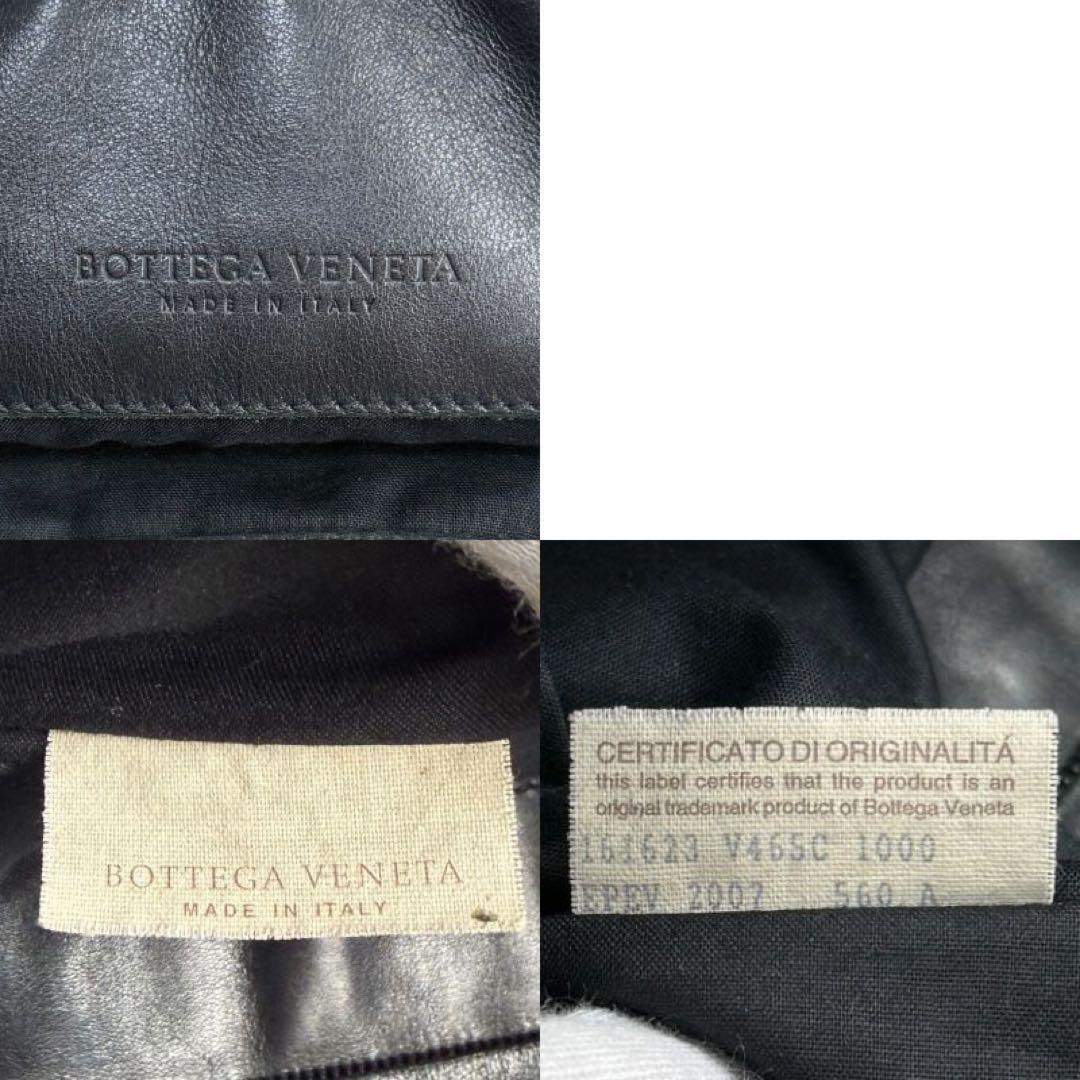 BOTTEGA VENETA
MADE IN ITALY
BOTTEGA VENETA
MADE IN ITALY
CERTIFICATO DI ORIGINALITÁ
this label certifies that the product is an
original trademark product of Bottega Veneta
161623 V465C 1000
EPEV 2007 560 A